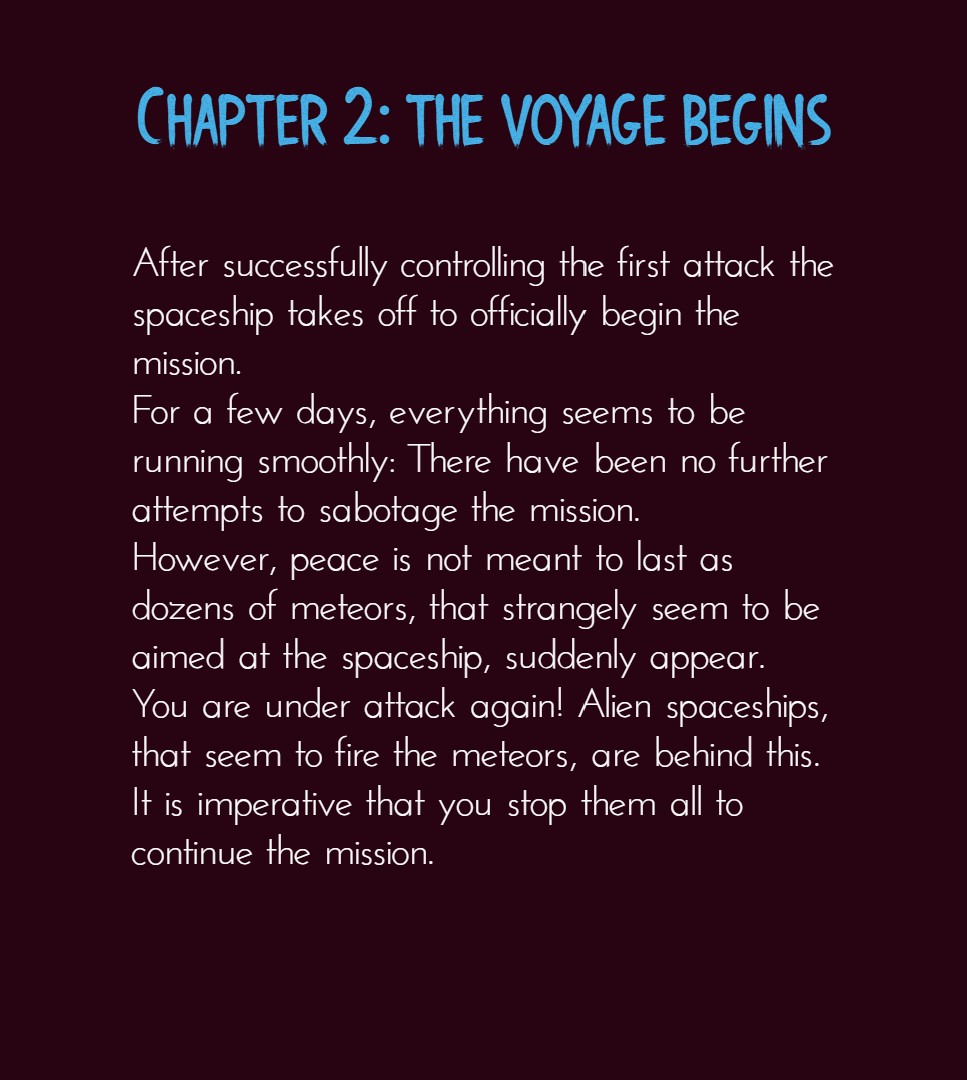 Chapter 2: the voyage begins
After successfully controlling the first attack the
spaceship takes off to officially begin the
mission.
For a few days, everything seems to be
running smoothly: There have been no further
attempts to sabotage the mission.
However, peace is not meant to last as
dozens of meteors, that strangely seem to be
aimed at the spaceship, suddenly appear.
You are under attack again! Alien spaceships,
that seem to fire the meteors, are behind this.
It is imperative that you stop them all to
continue the mission.